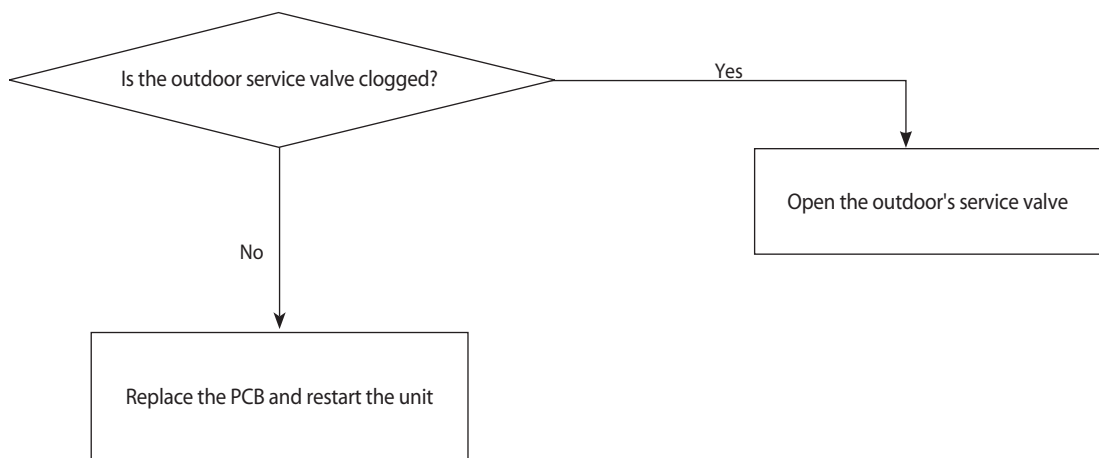 Is the outdoor service valve clogged?
Yes
Open the outdoor's service valve
No
Replace the PCB and restart the unit